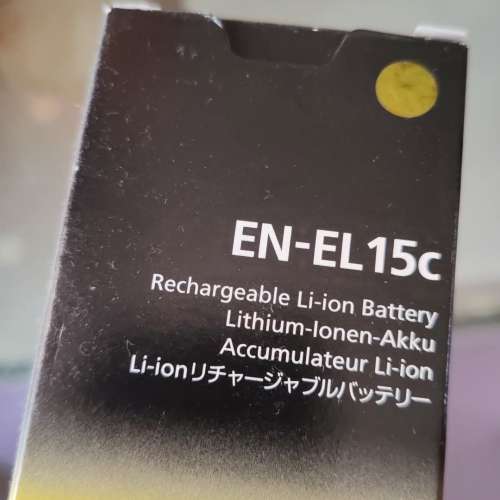 EN-EL15c
Rechargeable Li-ion Battery
Lithium-Ionen-Akku
Accumulateur Li-ion
Li-ionリチャージャブルバッテリー